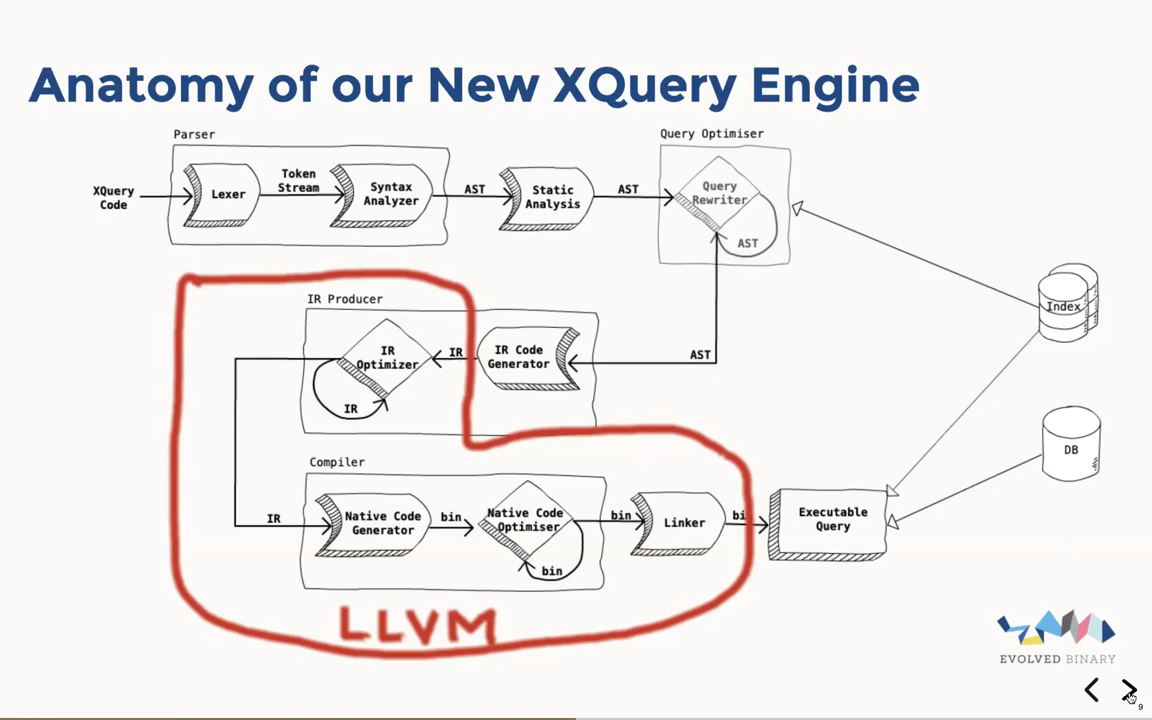 Anatomy of our New XQuery Engine
Parser
Query Optimiser
XQuery
Code
Lexer
Token
Stream
Syntax
Analyzer
AST
Static
Analysis
AST
Query
Rewriter
AST
Index
IR Producer
IR
Optimizer
IR
IR
IR Code
Generator
AST
DB
Compiler
IR
Native Code
Generator
bin
Native Code
Optimiser
bin
bin
Linker
bin
Executable
Query
LLVM
EVOLVED BINARY
9